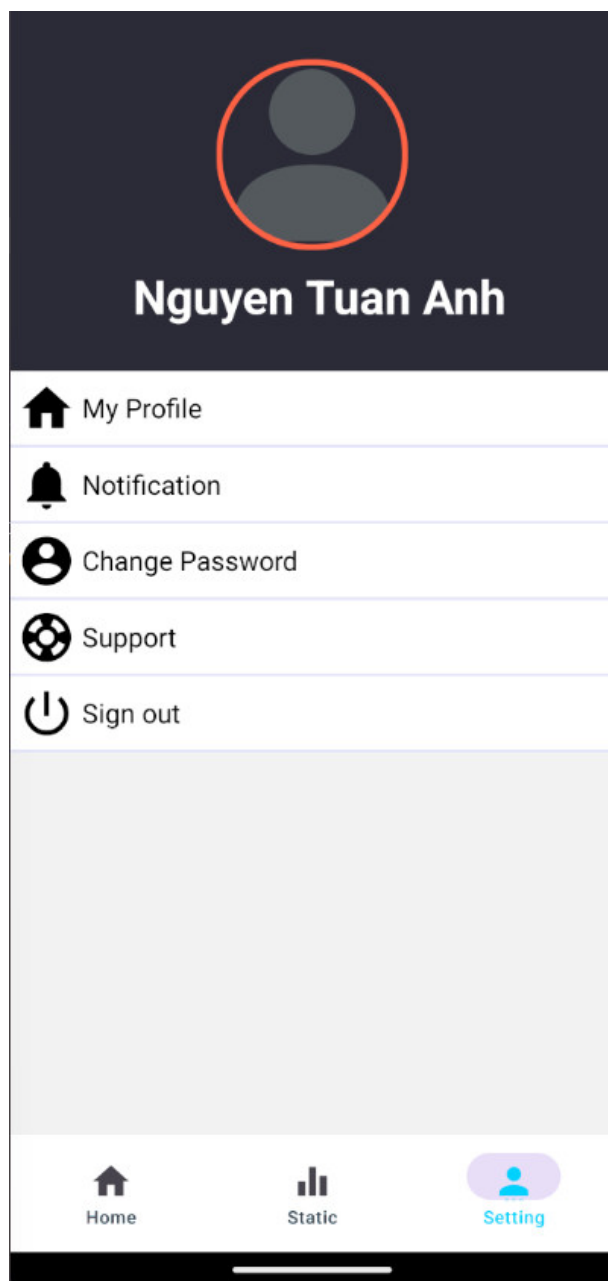 Nguyen Tuan Anh
My Profile
Notification
Change Password
Support
Sign out
Home
Static
Setting